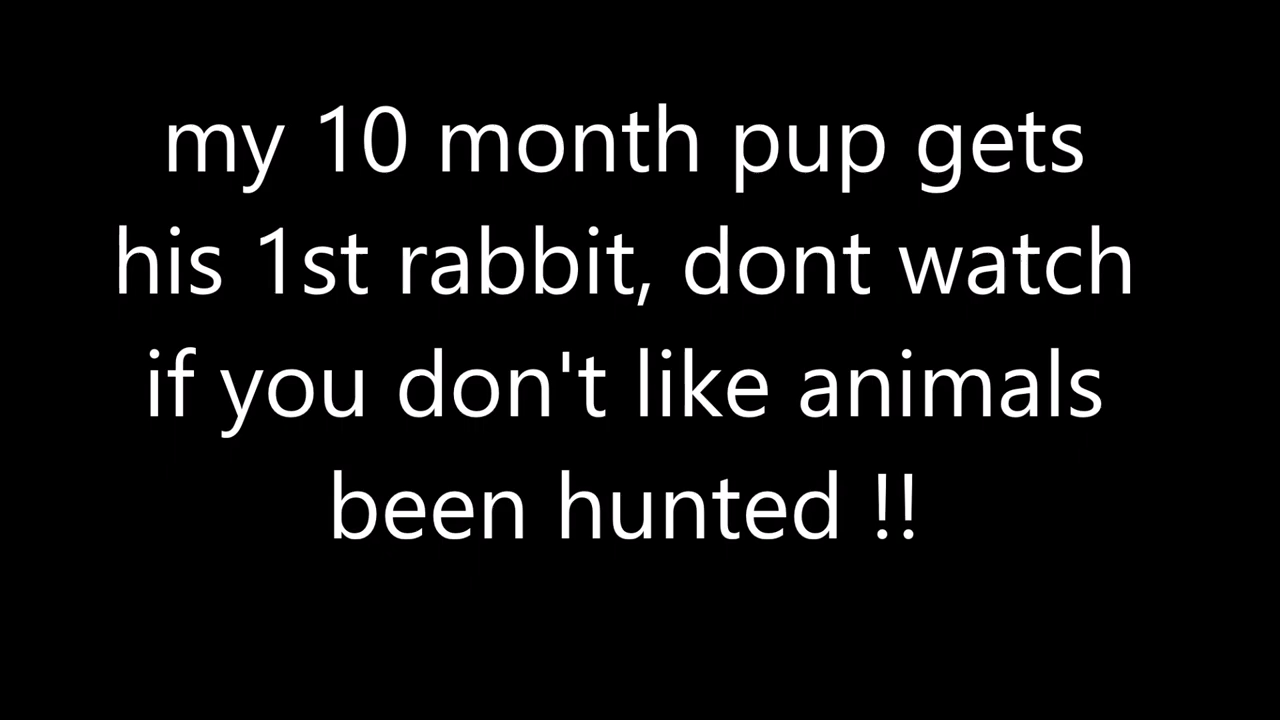 my 10 month pup gets
his 1st rabbit, dont watch
if you don't like animals
been hunted !!